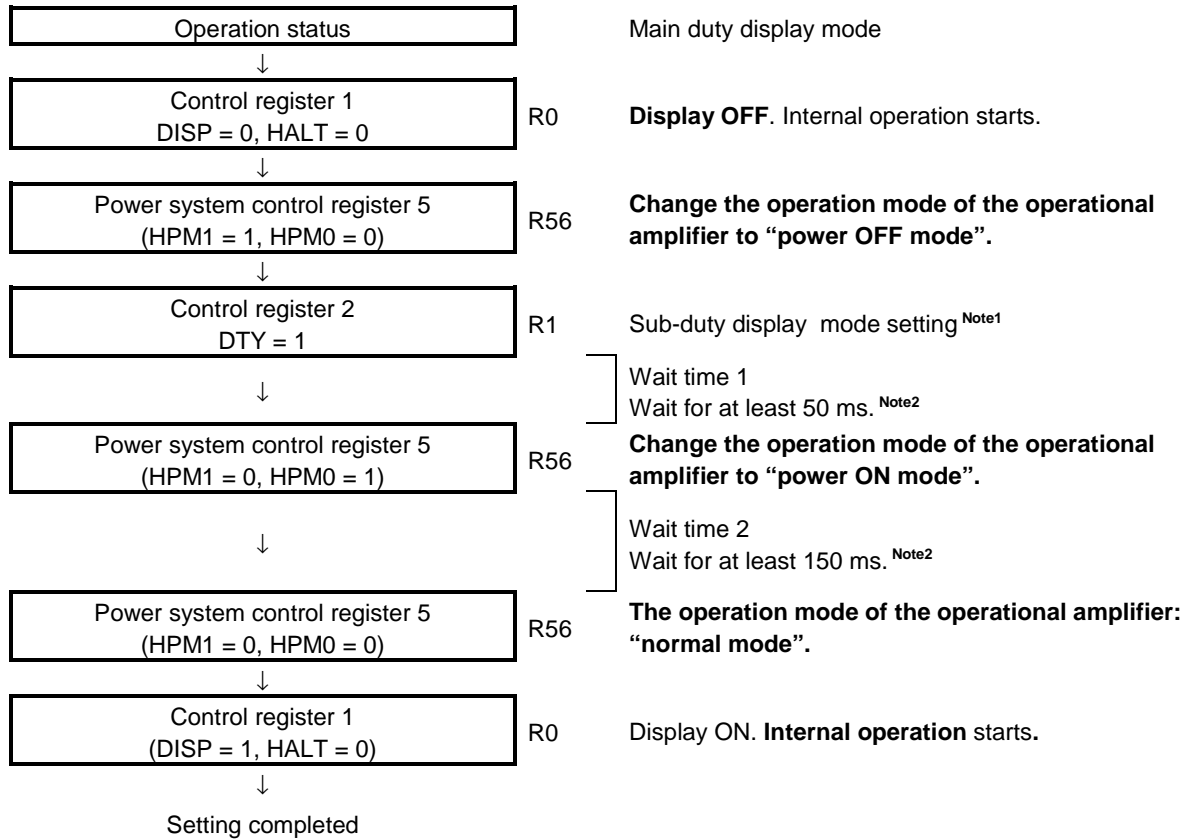 Operation status
Main duty display mode
↓
Control register 1
DISP = 0, HALT = 0
R0
Display OFF. Internal operation starts.
↓
Power system control register 5
(HPM1 = 1, HPM0 = 0)
R56
Change the operation mode of the operational
amplifier to “power OFF mode”.
↓
Control register 2
DTY = 1
R1
Sub-duty display mode setting Note1
↓
Wait time 1
Wait for at least 50 ms. Note2
Power system control register 5
(HPM1 = 0, HPM0 = 1)
R56
Change the operation mode of the operational
amplifier to “power ON mode”.
↓
Wait time 2
Wait for at least 150 ms. Note2
Power system control register 5
(HPM1 = 0, HPM0 = 0)
R56
The operation mode of the operational amplifier:
“normal mode”.
↓
Control register 1
(DISP = 1, HALT = 0)
R0
Display ON. Internal operation starts.
↓
Setting completed